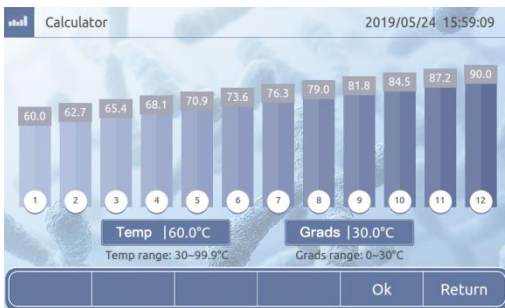 Calculator 2019/05/24 15:59:09
60.0 62.7 65.4 68.1 70.9 73.6 76.3 79.0 81.8 84.5 87.2 90.0
1 2 3 4 5 6 7 8 9 10 11 12
Temp |60.0°C Grads |30.0°C
Temp range: 30~99.9°C Grads range: 0~30°C
Ok Return